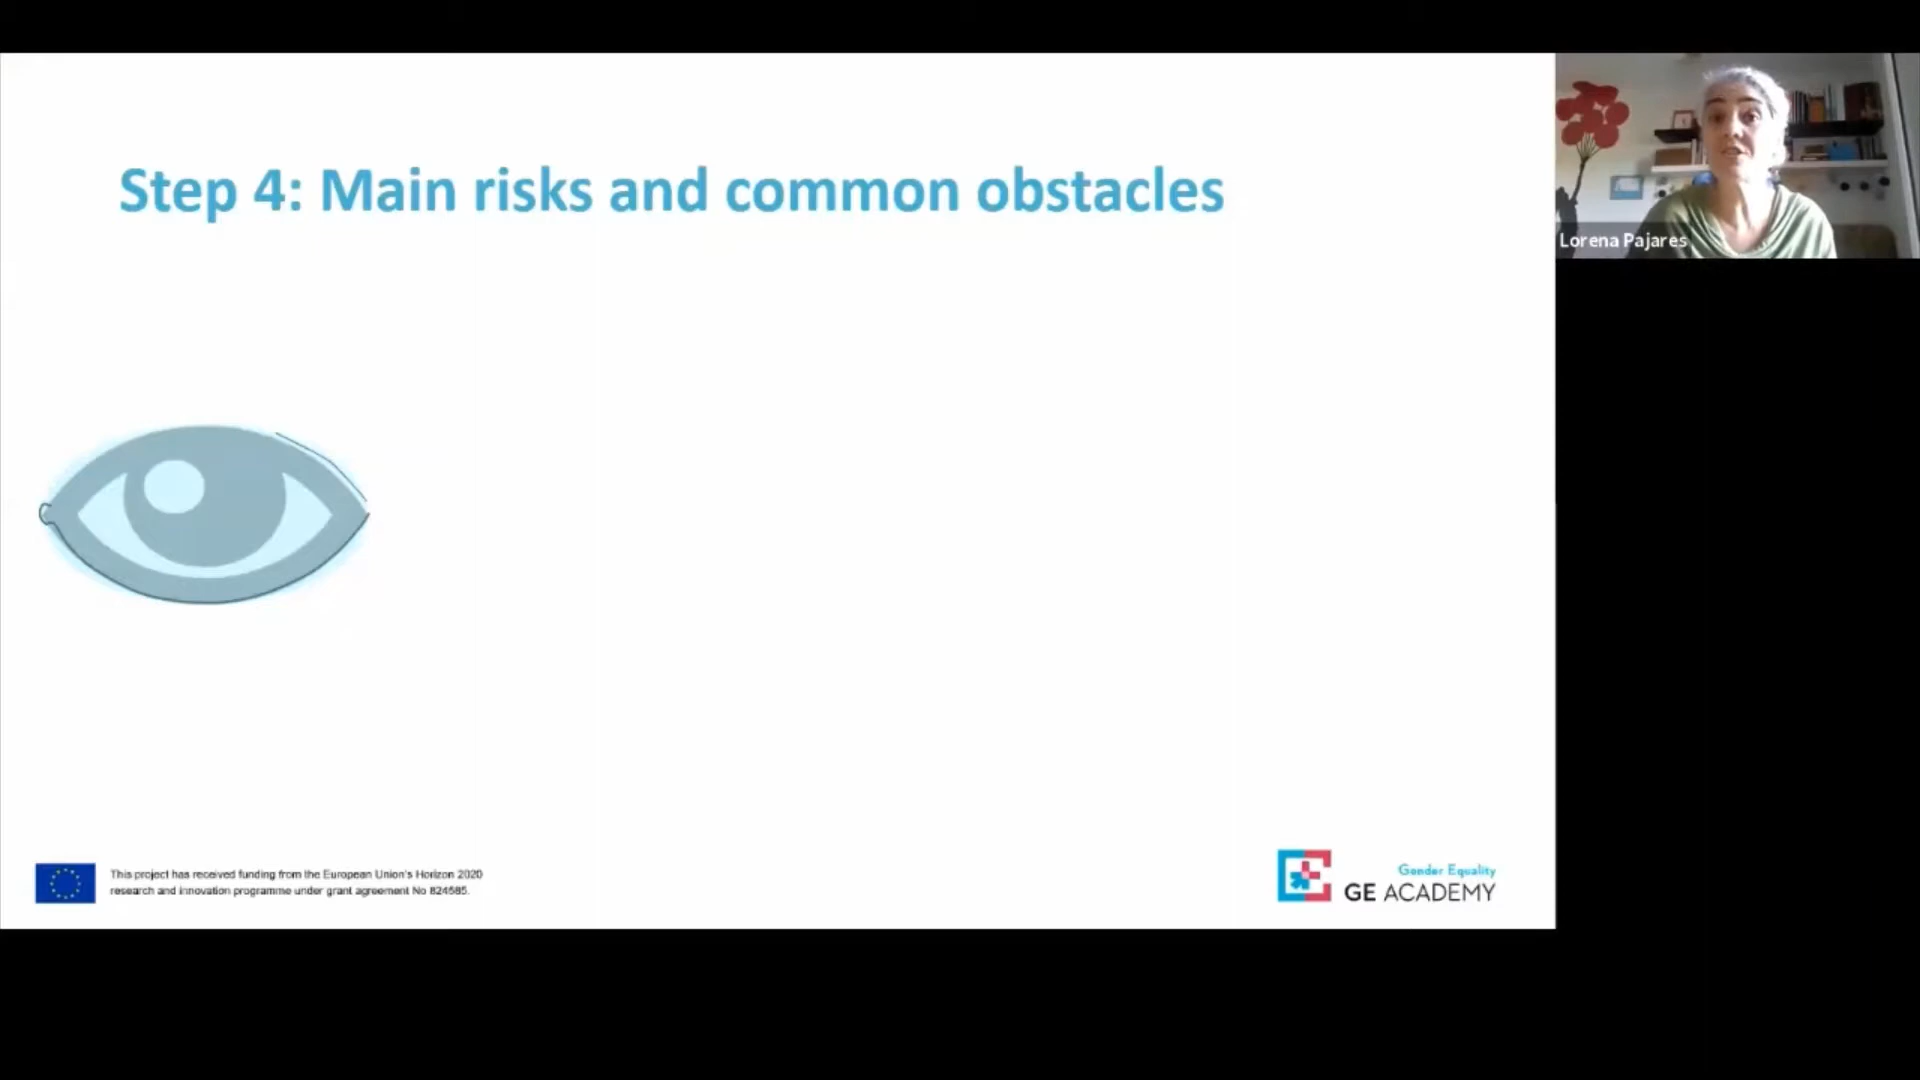 Step 4: Main risks and common obstacles
Lorena Pajares
This project has received funding from the European Union's Horizon 2020
research and innovation programme under grant agreement No 824585.
Gender Equality
GE ACADEMY